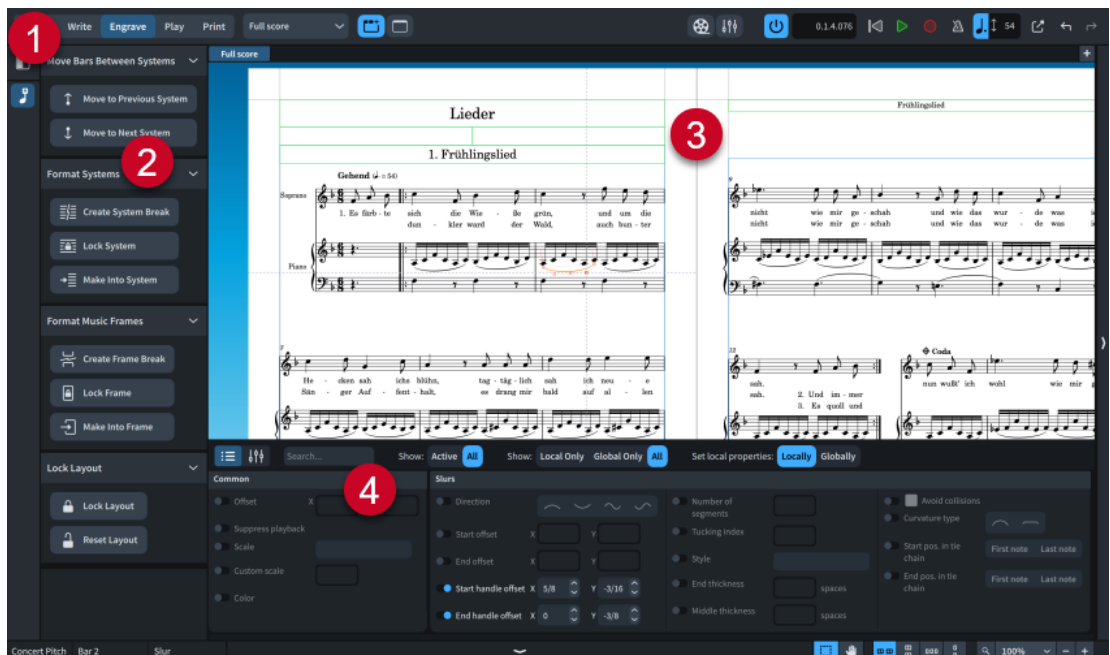 1 Write Engrave Play Print Full score 0.1.4.076 54
Move Bars Between Systems Full score
Move to Previous System
Move to Next System
2
Format Systems
Create System Break
Lock System
Make Into System
Format Music Frames
Create Frame Break
Lock Frame
Make Into Frame
Lock Layout
Lock Layout
Reset Layout
Lieder
3
Frühlingslied
1. Frühlingslied
Gehend (♩. = 54)
Soprano
1. Es färb - te sich die Wie - ße grün, und um die
dun - kler ward der Wald, auch bun - ter
Piano
9
nicht wie mir ge - schah und wie das wur - de was
nicht wie mir ge - schah und wie das wur - de was
He - cken sah ichs blühn, tag - täg - lich sah ich neu - e
Sän - ger Auf - fent - halt, es drang mir bald auf al - len
12
Coda
sah. nun wußt' ich wohl wie mir
sah. 2. Und im - mer
3. Es quoll und
Search... Show: Active All Show: Local Only Global Only All Set local properties: Locally Globally
4
Common
Offset X
Suppress playback
Scale
Custom scale
Color
Slurs
Direction
Start offset X Y
End offset X Y
Start handle offset X 5/8 Y -3/16
End handle offset X 0 Y -3/8
Number of
segments
Tucking index
Style
End thickness spaces
Middle thickness spaces
Avoid collisions
Curvature type
Start pos. in tie
chain First note Last note
End pos. in tie
chain First note Last note
Concert Pitch Bar 2 Slur 100%